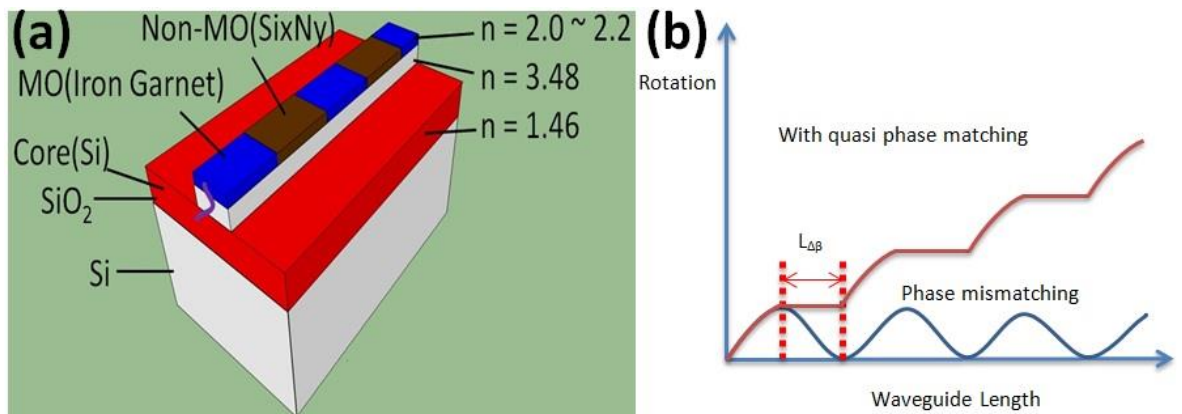 (a)
Non-MO(SixNy)
n = 2.0 ~ 2.2
MO(Iron Garnet)
n = 3.48
n = 1.46
Core(Si)
SiO₂
Si
(b)
Rotation
With quasi phase matching
LΔβ
Phase mismatching
Waveguide Length